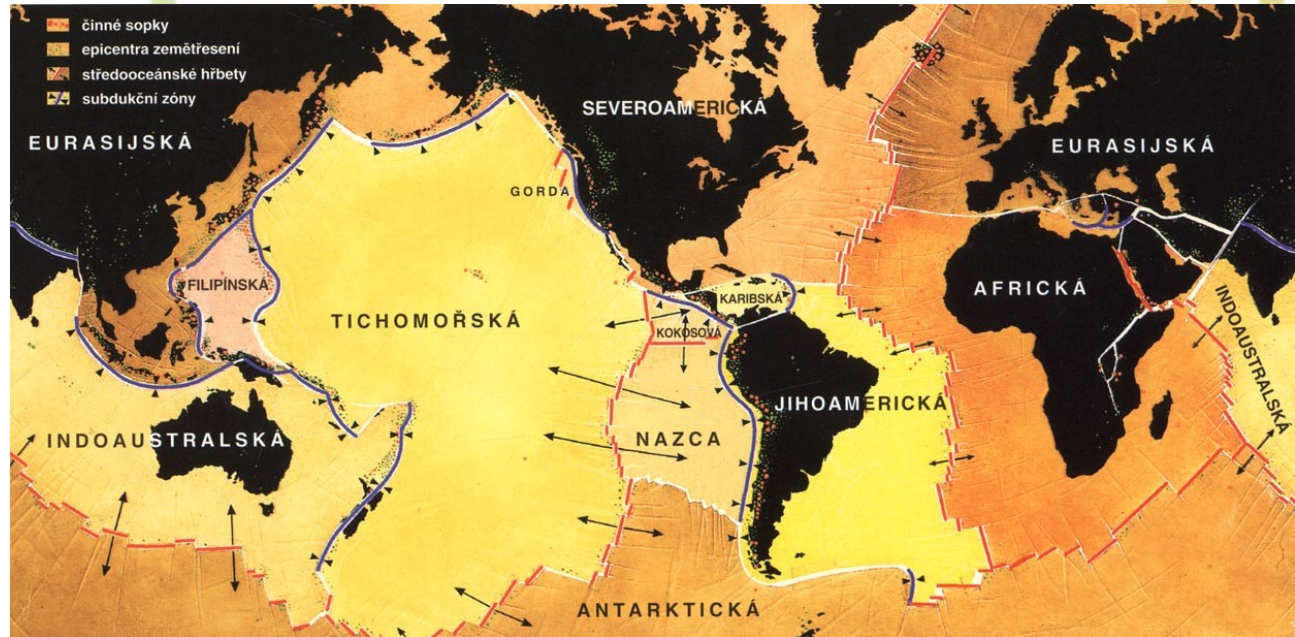 činné sopky
epicentra zemětřesení
středooceánské hřbety
subdukční zóny
EURASIJSKÁ
SEVEROAMERICKÁ
EURASIJSKÁ
GORDA
FILIPÍNSKÁ
KARIBSKÁ
AFRICKÁ
TICHOMOŘSKÁ
KOKOSOVÁ
INDOAUSTRALSKÁ
JIHOAMERICKÁ
INDOAUSTRALSKÁ
NAZCA
ANTARKTICKÁ